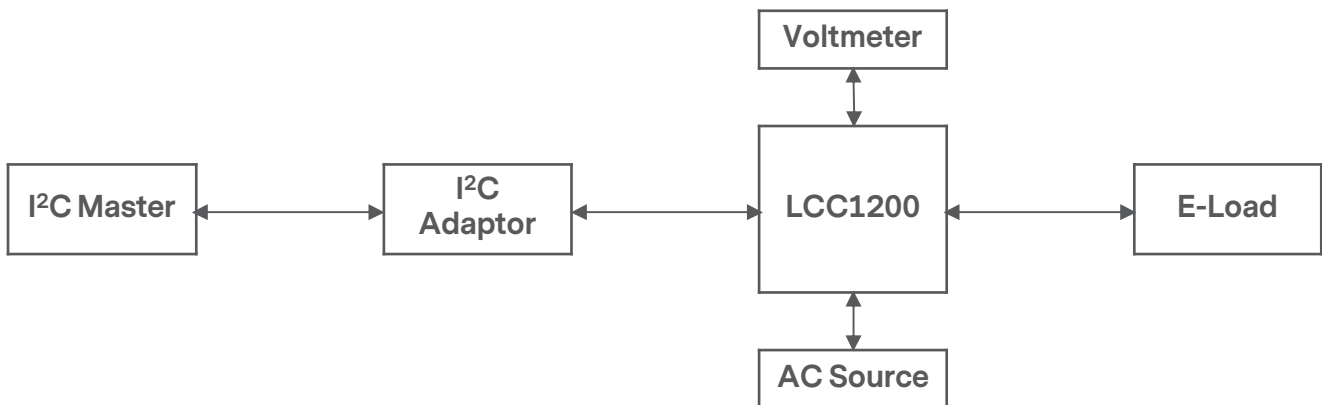 Voltmeter
I²C Master
I²C
Adaptor
LCC1200
E-Load
AC Source